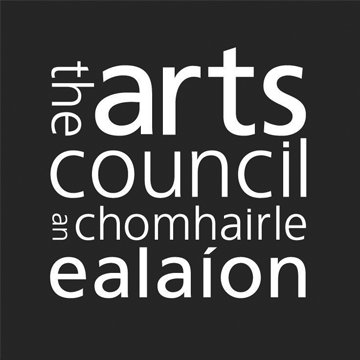 the arts
council
an chomhairle
ealaíon